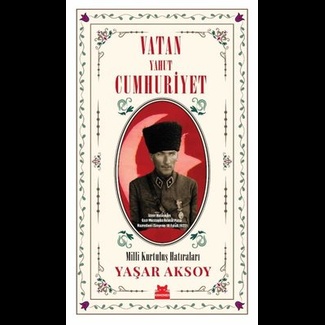 VATAN
YAHUT
CUMHURİYET
Milli Kurtuluş Hatıraları
YAŞAR AKSOY